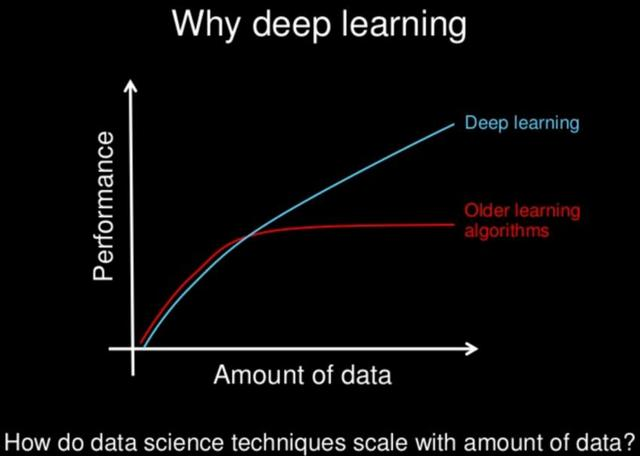 Why deep learning
Performance
Deep learning
Older learning
algorithms
Amount of data
How do data science techniques scale with amount of data?